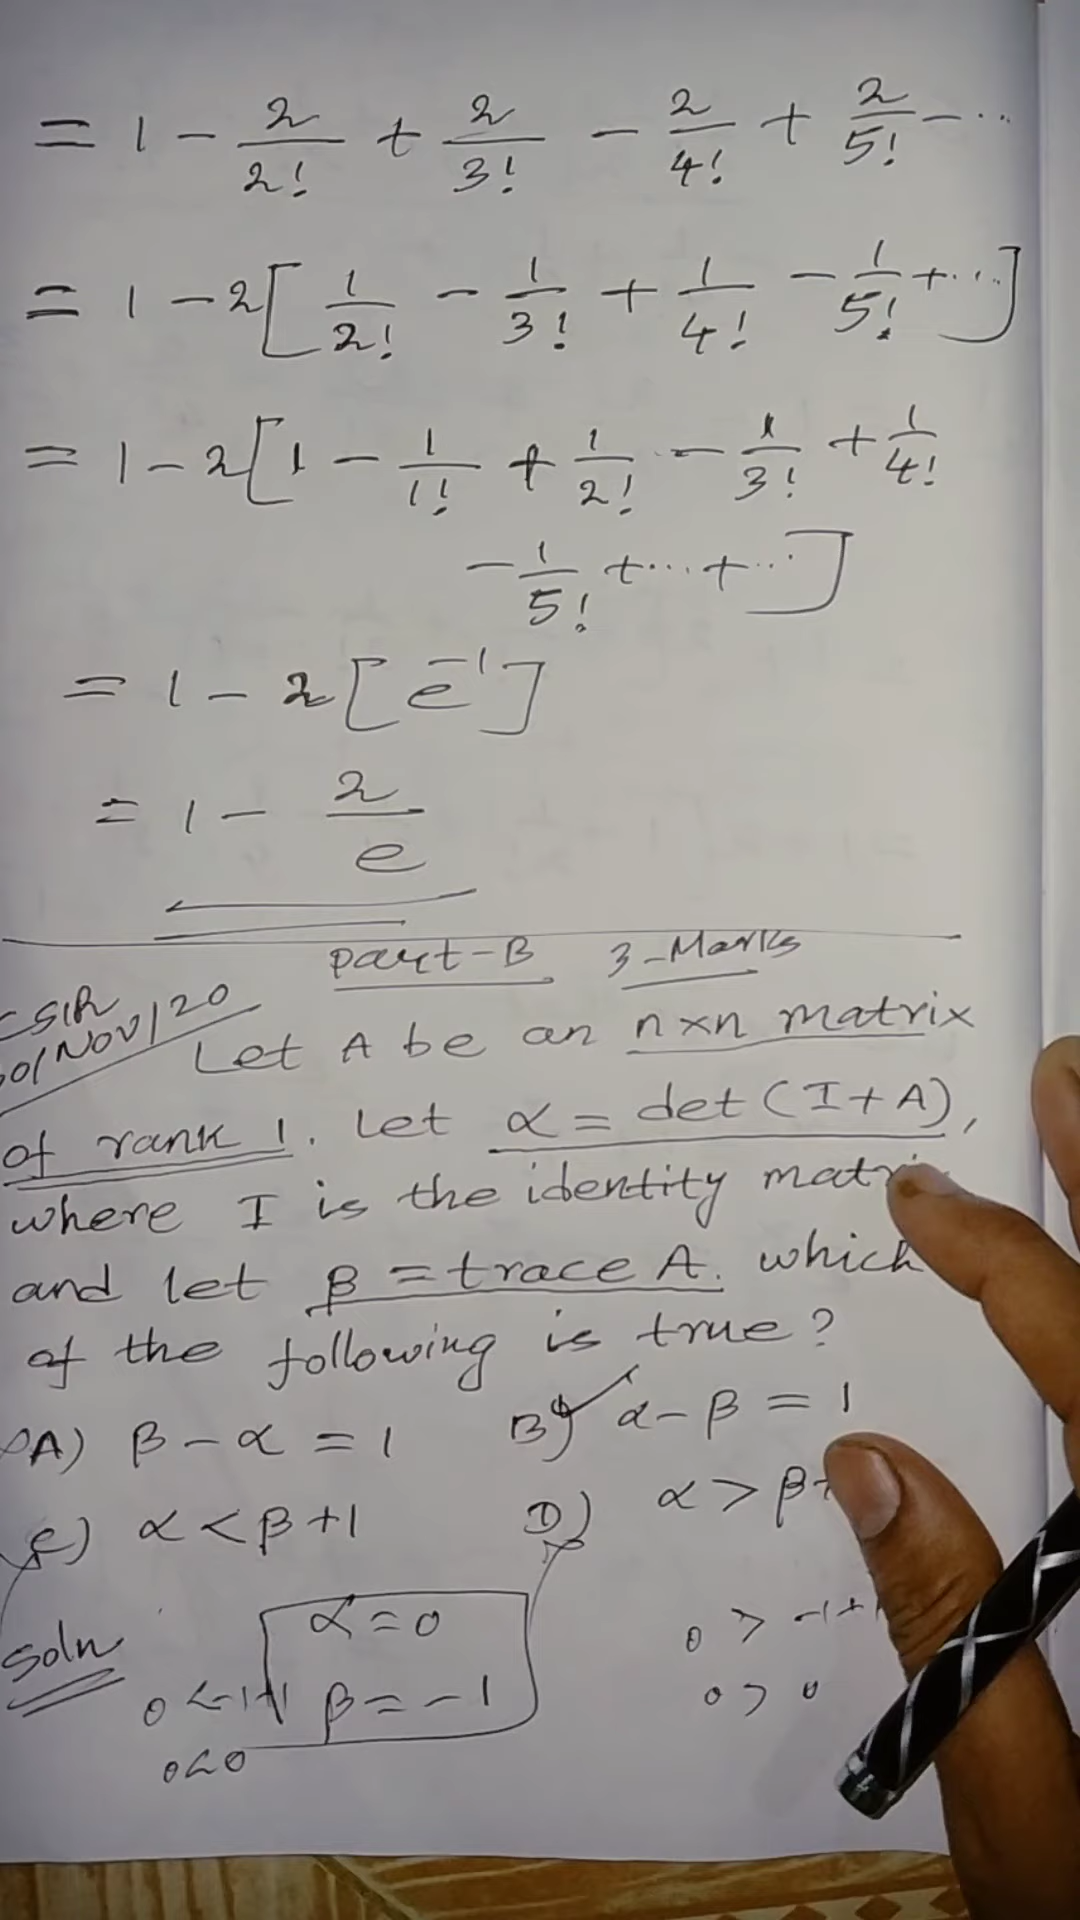 = 1 - 2/2! + 2/3! - 2/4! + 2/5! - ...
= 1 - 2[1/2! - 1/3! + 1/4! - 1/5! + ...]
= 1 - 2[1 - 1/1! + 1/2! - 1/3! + 1/4!
- 1/5! + ... + ...]
= 1 - 2[e⁻¹]
= 1 - 2/e
Part-B 3-Marks
CSIR
Nov/20
Let A be an n×n matrix
of rank 1. Let α = det(I+A),
where I is the identity
and let β = trace A. which
of the following is true?
A) β - α = 1 B) ✓ α - β = 1
C) α < β + 1 D) α > β +
Soln
α = 0
β = -1
0 < -1+1
0 < 0
0 > -1+1
0 > 0